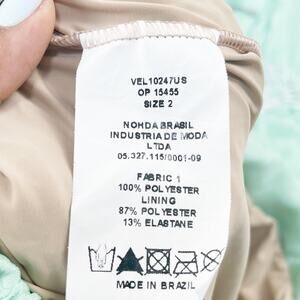 VEL10247US
OP 15455
SIZE 2
NOHDA BRASIL
INDUSTRIA DE MODA
LTDA
05.327.115/0001-09
FABRIC 1
100% POLYESTER
LINING
87% POLYESTER
13% ELASTANE
MADE IN BRAZIL